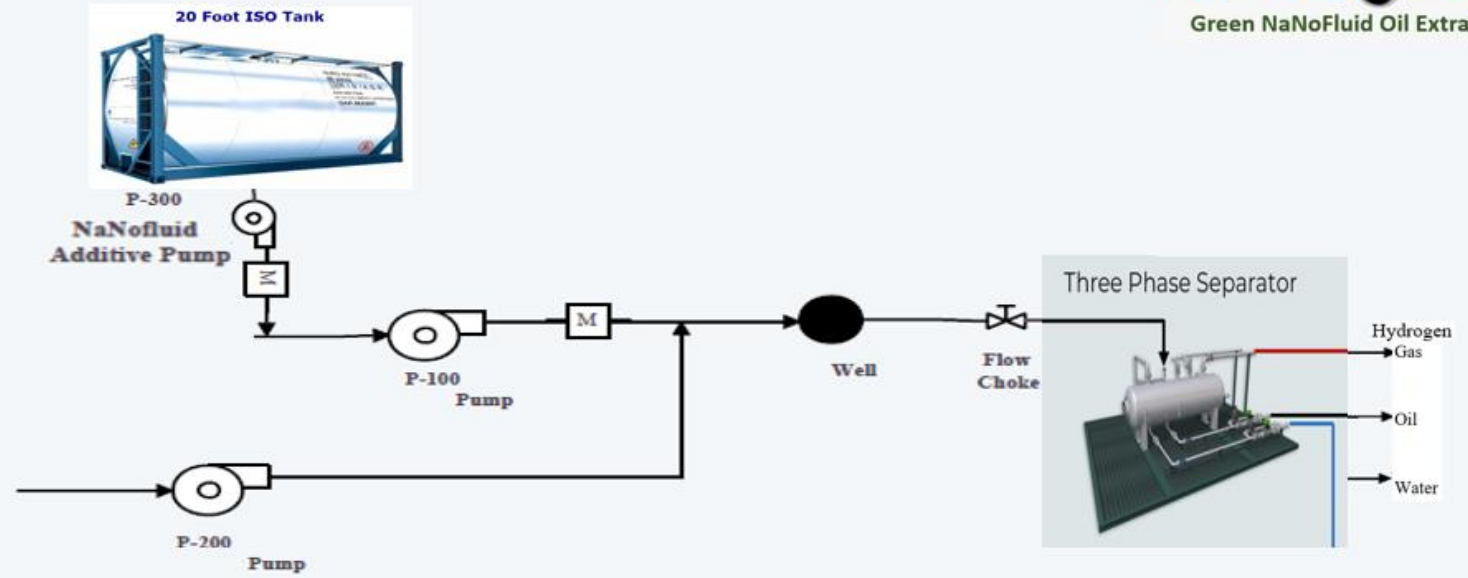 20 Foot ISO Tank
Green NaNoFluid Oil Extra
P-300
NaNofluid
Additive Pump
M
M
P-100
Pump
Well
Flow
Choke
Three Phase Separator
Hydrogen
Gas
Oil
Water
P-200
Pump